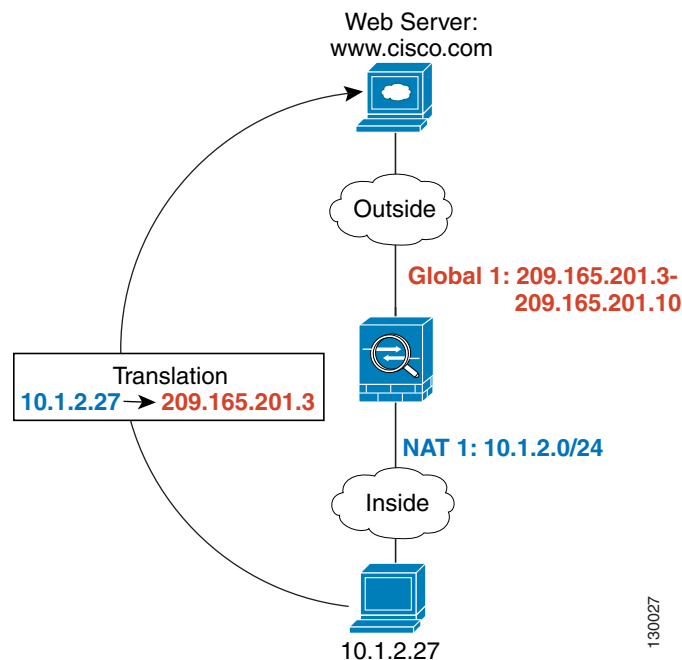 Web Server:
www.cisco.com
Outside
Global 1: 209.165.201.3-
209.165.201.10
Translation
10.1.2.27 209.165.201.3
NAT 1: 10.1.2.0/24
Inside
10.1.2.27
130027